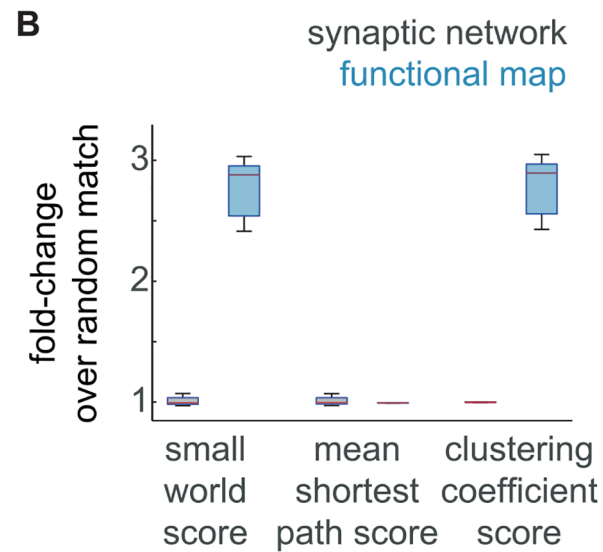 B
synaptic network
functional map
fold-change
over random match
3
2
1
small
world
score
mean
shortest
path score
clustering
coefficient
score